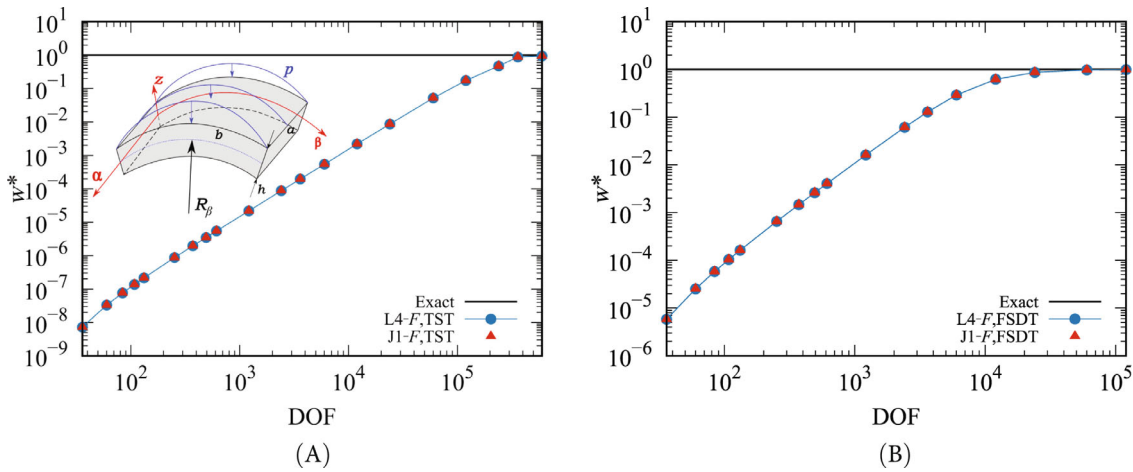 10^1
10^0
10^-1
10^-2
10^-3
10^-4
10^-5
10^-6
10^-7
10^-8
10^-9
w*
z
p
b
a
β
α
h
R_β
Exact
L4-F,TST
J1-F,TST
10^2
10^3
10^4
10^5
DOF
(A)
10^1
10^0
10^-1
10^-2
10^-3
10^-4
10^-5
10^-6
w*
Exact
L4-F,FSDT
J1-F,FSDT
10^2
10^3
10^4
10^5
DOF
(B)